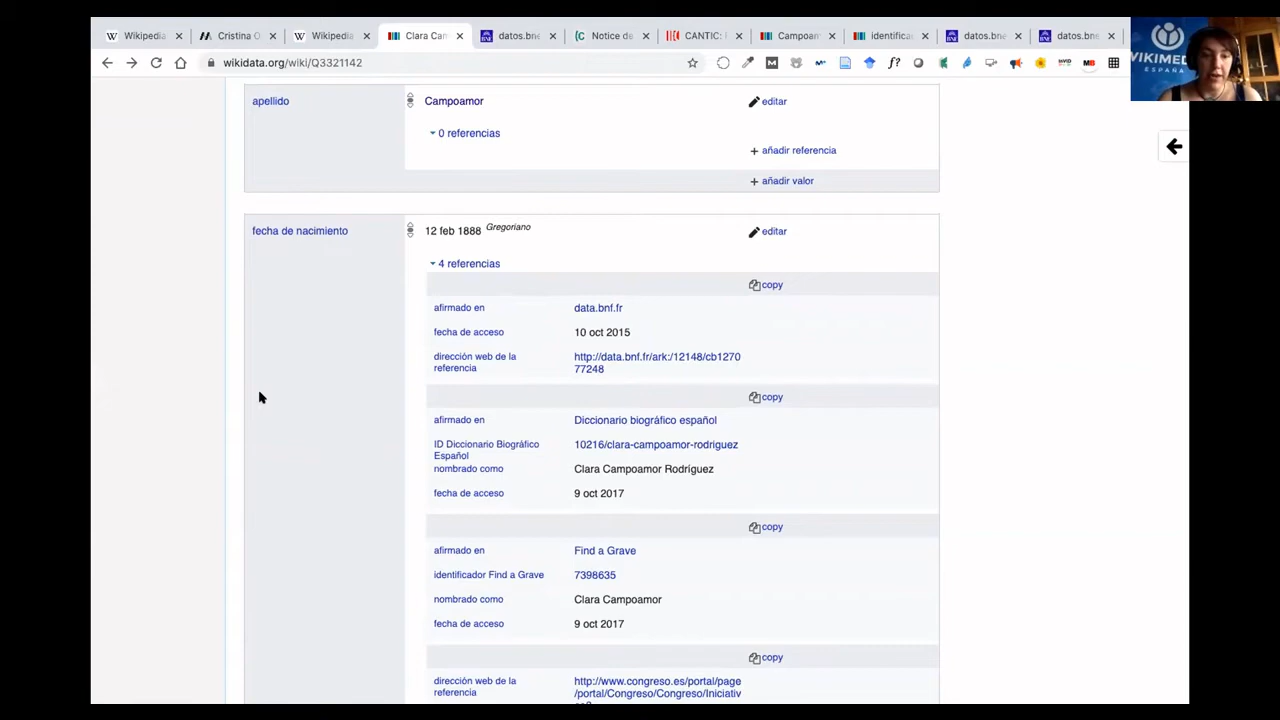 Wikipedia
Cristina O
Wikipedia
Clara Cam
datos.bne
Notice de
CANTIC:
Campoam
identifica
datos.bne
datos.bne
wikidata.org/wiki/Q3321142
WIKIMED
ESPAÑA
apellido
Campoamor
editar
0 referencias
+ añadir referencia
+ añadir valor
fecha de nacimiento
12 feb 1888 Gregoriano
editar
4 referencias
copy
afirmado en
data.bnf.fr
fecha de acceso
10 oct 2015
dirección web de la
referencia
http://data.bnf.fr/ark:/12148/cb1270
77248
copy
afirmado en
Diccionario biográfico español
ID Diccionario Biográfico
Español
10216/clara-campoamor-rodriguez
nombrado como
Clara Campoamor Rodríguez
fecha de acceso
9 oct 2017
copy
afirmado en
Find a Grave
identificador Find a Grave
7398635
nombrado como
Clara Campoamor
fecha de acceso
9 oct 2017
copy
dirección web de la
referencia
http://www.congreso.es/portal/page
/portal/Congreso/Congreso/Iniciativ